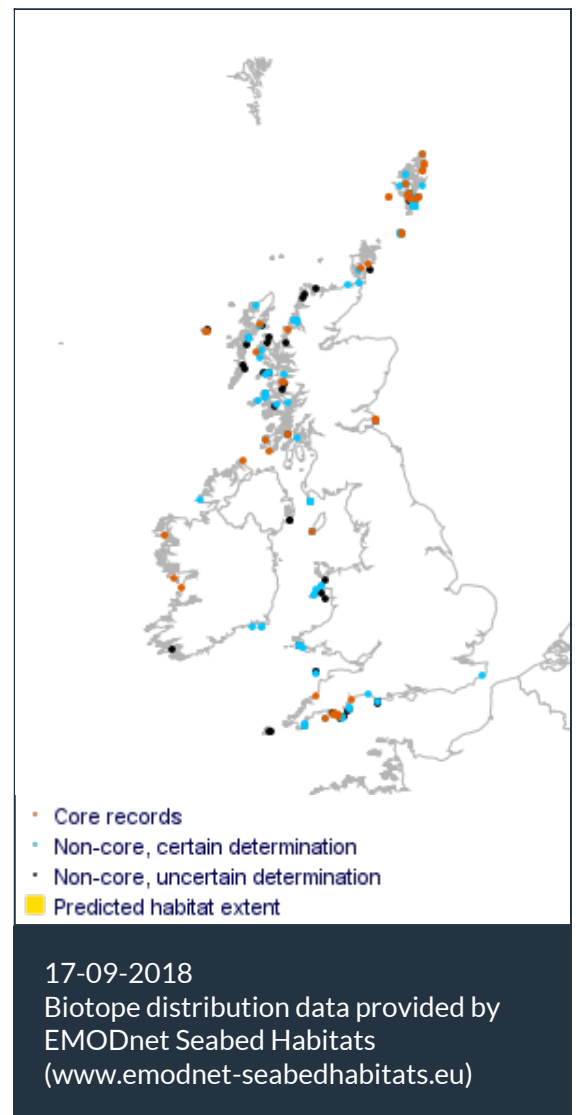 Core records
Non-core, certain determination
Non-core, uncertain determination
Predicted habitat extent
17-09-2018
Biotope distribution data provided by
EMODnet Seabed Habitats
(www.emodnet-seabedhabitats.eu)